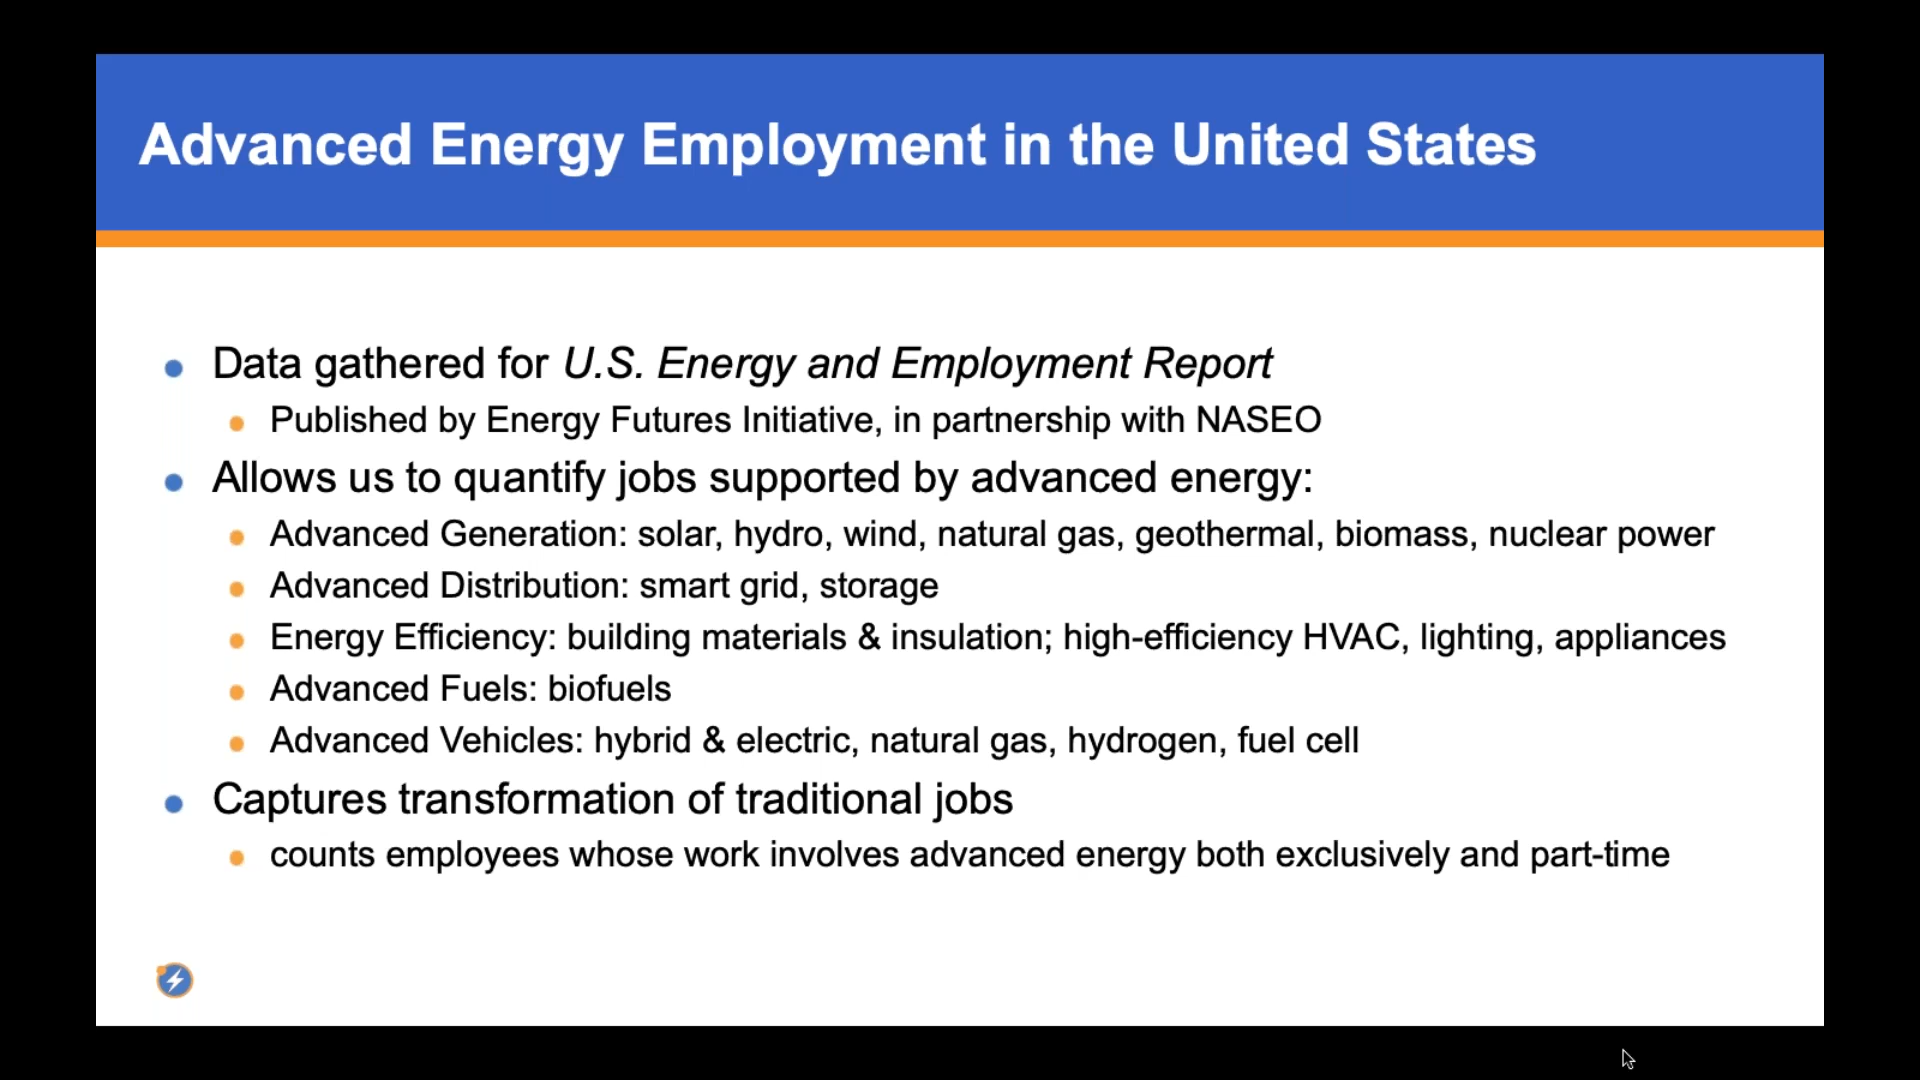 Advanced Energy Employment in the United States
Data gathered for U.S. Energy and Employment Report
Published by Energy Futures Initiative, in partnership with NASEO
Allows us to quantify jobs supported by advanced energy:
Advanced Generation: solar, hydro, wind, natural gas, geothermal, biomass, nuclear power
Advanced Distribution: smart grid, storage
Energy Efficiency: building materials & insulation; high-efficiency HVAC, lighting, appliances
Advanced Fuels: biofuels
Advanced Vehicles: hybrid & electric, natural gas, hydrogen, fuel cell
Captures transformation of traditional jobs
counts employees whose work involves advanced energy both exclusively and part-time